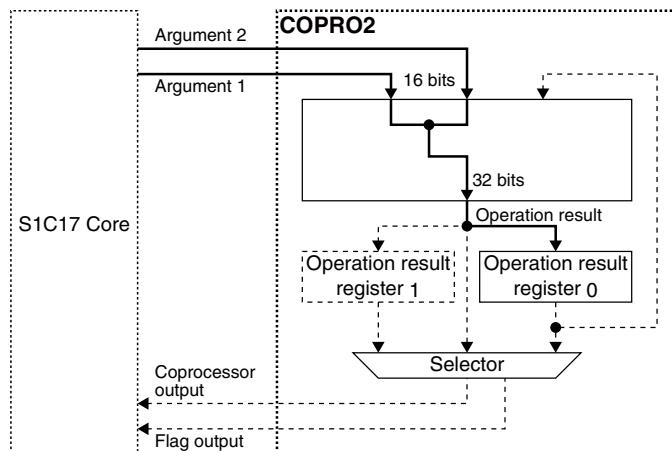 COPRO2
Argument 2
Argument 1
16 bits
32 bits
S1C17 Core
Operation result
Operation result
register 1
Operation result
register 0
Selector
Coprocessor
output
Flag output